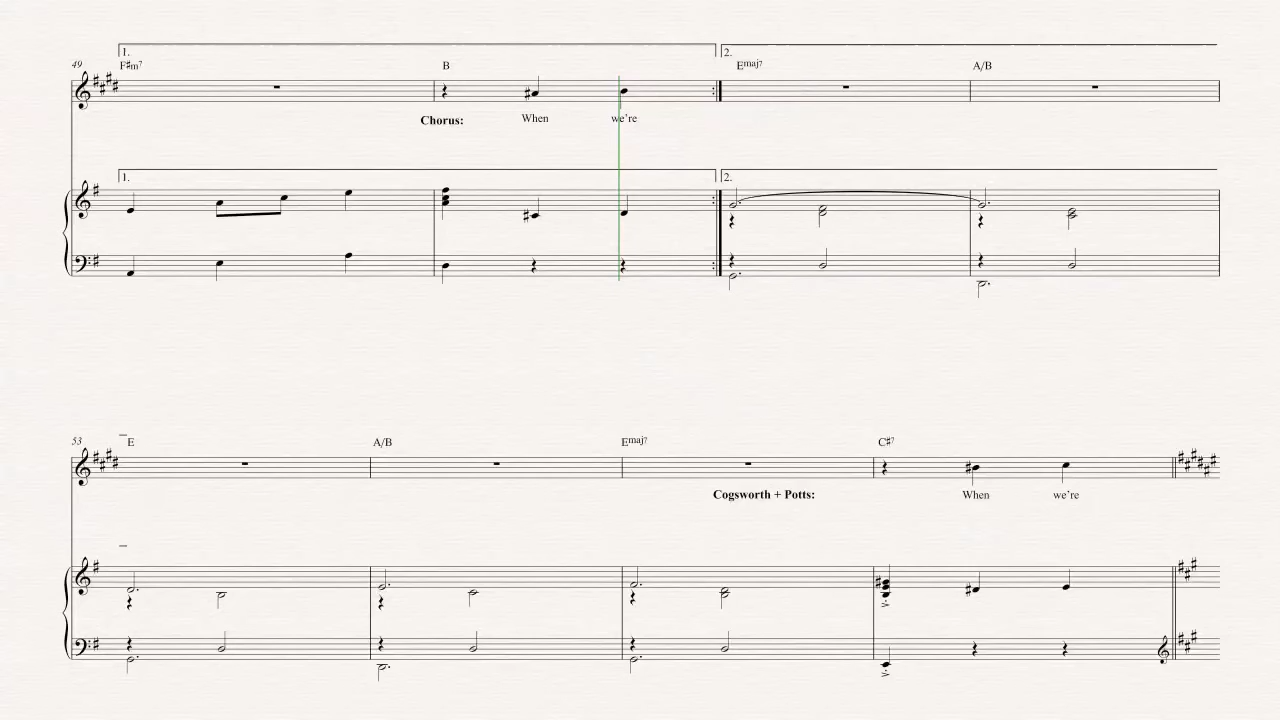 1. 2.
49 F♯m7 B Emaj7 A/B
Chorus: When we're
1. 2.
53 E A/B Emaj7 C♯7
Cogsworth + Potts: When we're